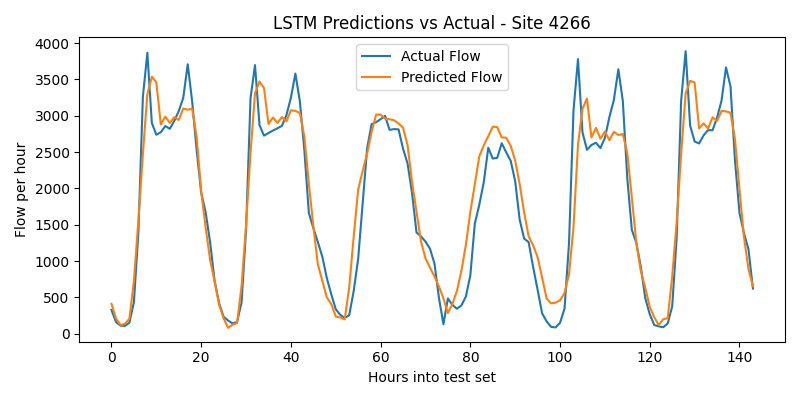 LSTM Predictions vs Actual - Site 4266
Actual Flow
Predicted Flow
Flow per hour
4000
3500
3000
2500
2000
1500
1000
500
0
0 20 40 60 80 100 120 140
Hours into test set